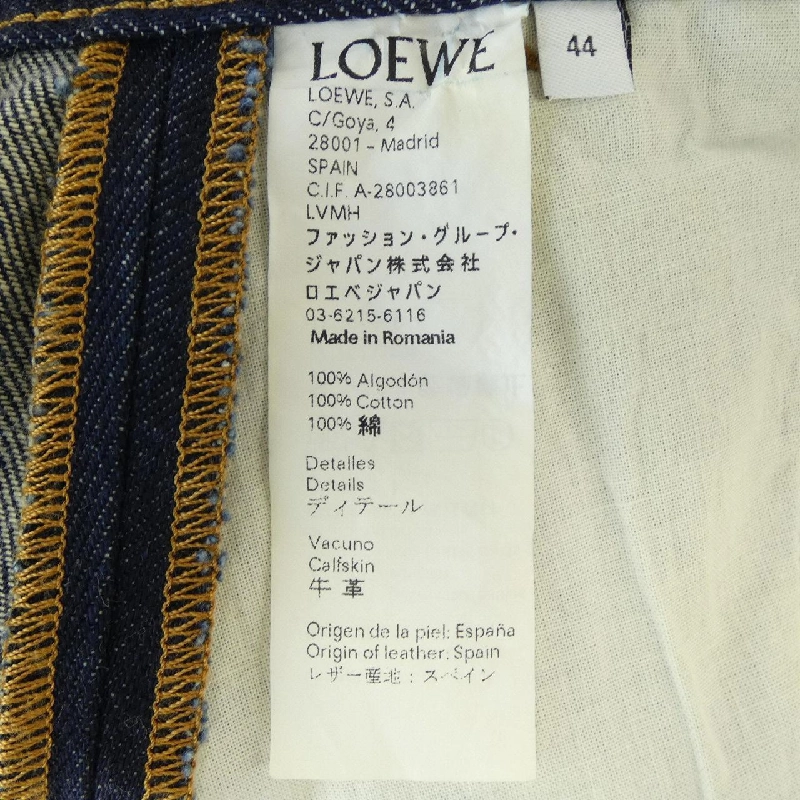 LOEWE
44
LOEWE, S.A.
C/Goya, 4
28001 – Madrid
SPAIN
C.I.F. A-28003861
LVMH
ファッション・グループ・
ジャパン株式会社
ロエベジャパン
03-6215-6116
Made in Romania
100% Algodón
100% Cotton
100% 綿
Detalles
Details
ディテール
Vacuno
Calfskin
牛革
Origen de la piel: España
Origin of leather: Spain
レザー産地：スペイン